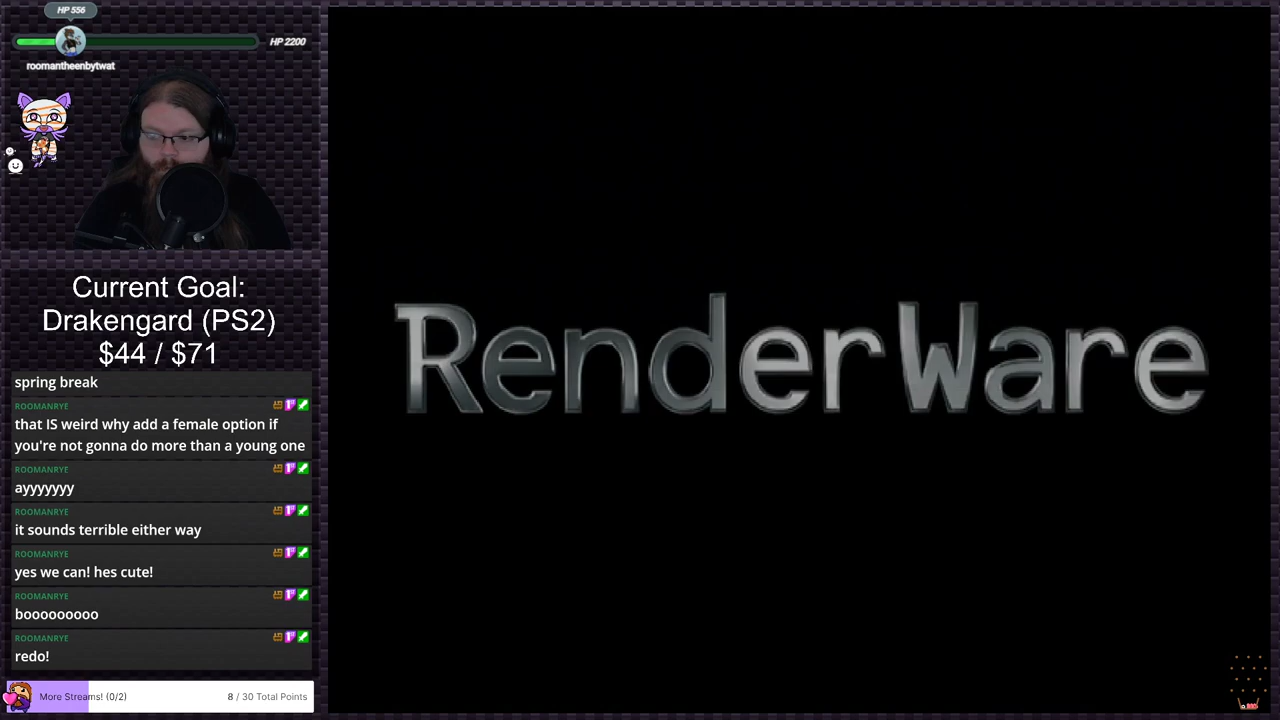 HP 556
HP 2200
roomantheenbytwat
Current Goal:
Drakengard (PS2)
$44 / $71
spring break
ROOMANRYE
that IS weird why add a female option if
you're not gonna do more than a young one
ROOMANRYE
ayyyyyyy
ROOMANRYE
it sounds terrible either way
ROOMANRYE
yes we can! hes cute!
ROOMANRYE
booooooooo
ROOMANRYE
redo!
More Streams! (0/2)
8 / 30 Total Points
RenderWare